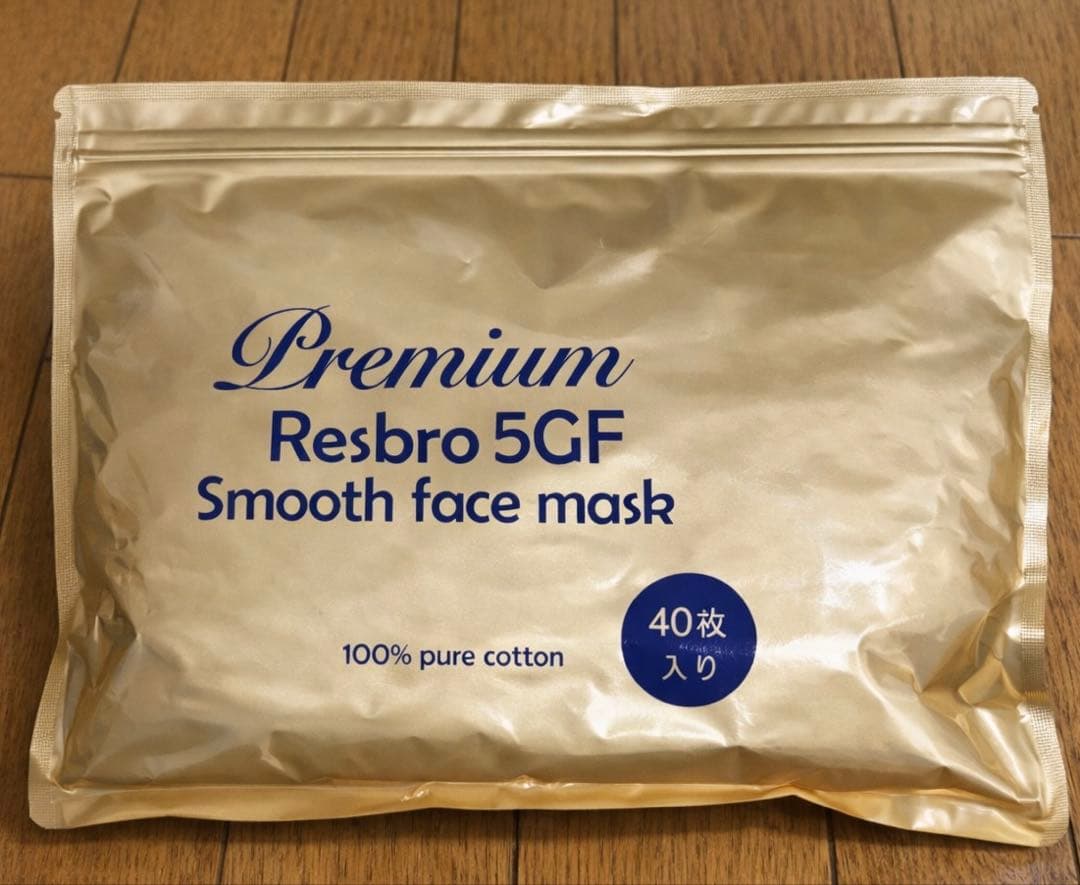 Premium
Resbro 5GF
Smooth face mask
100% pure cotton
40枚
入り